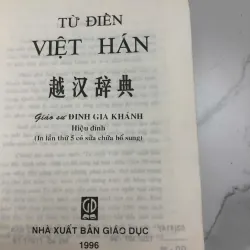 TỪ ĐIỂN
VIỆT HÁN
越汉辞典
Giáo sư ĐINH GIA KHÁNH
Hiệu đính
(In lần thứ 5 có sửa chữa bổ sung)
NHÀ XUẤT BẢN GIÁO DỤC
1996